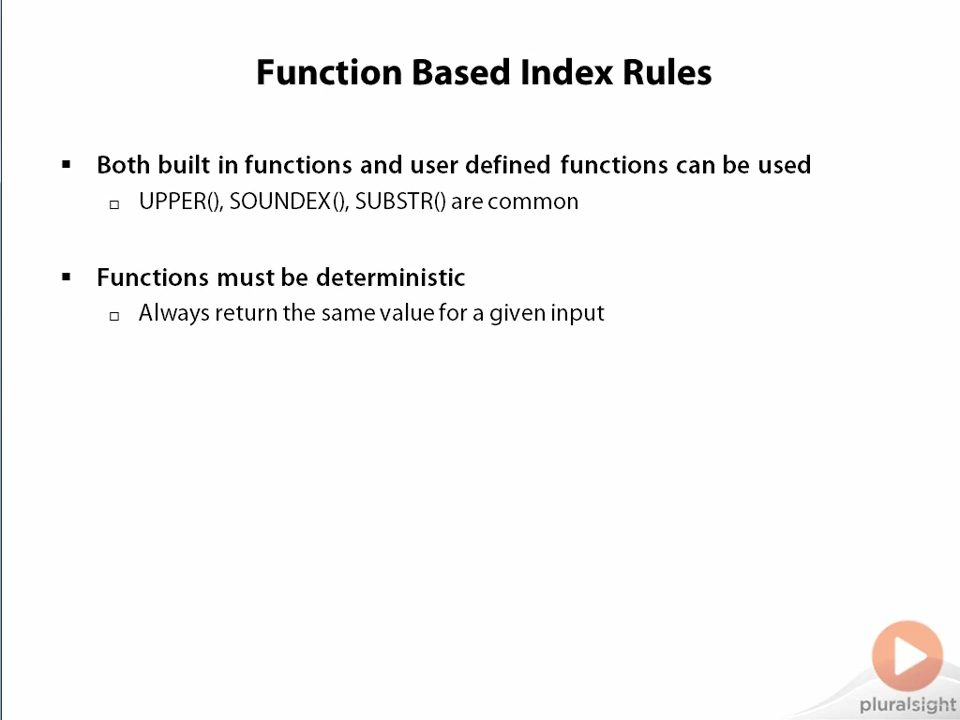 Function Based Index Rules
Both built in functions and user defined functions can be used
UPPER(), SOUNDEX(), SUBSTR() are common
Functions must be deterministic
Always return the same value for a given input
pluralsight